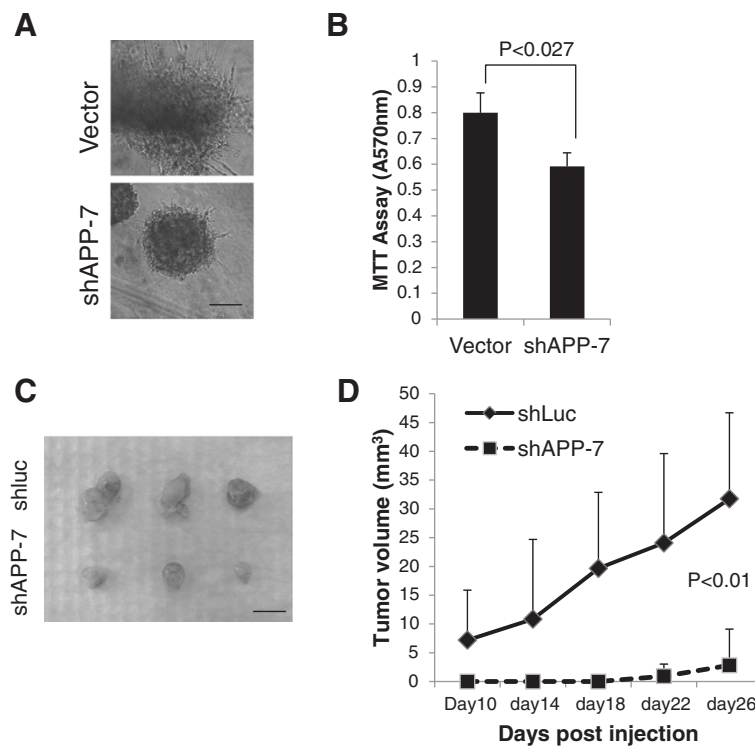 A
Vector
shAPP-7
B
P<0.027
MTT Assay (A570nm)
1
0.9
0.8
0.7
0.6
0.5
0.4
0.3
0.2
0.1
0
Vector shAPP-7
C
shluc
shAPP-7
D
Tumor volume (mm³)
50
45
40
35
30
25
20
15
10
5
0
shLuc
shAPP-7
P<0.01
Day10 day14 day18 day22 day26
Days post injection